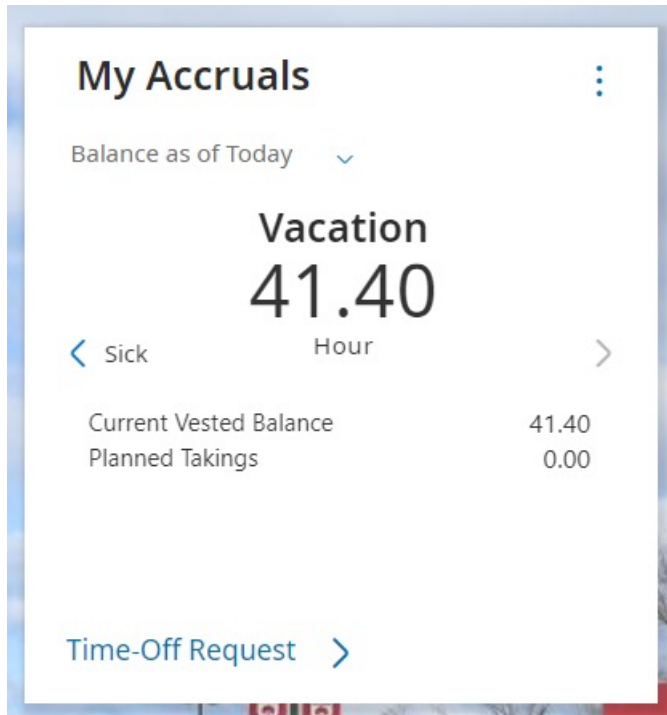 My Accruals
Balance as of Today
Vacation
41.40
Hour
Sick
Current Vested Balance 41.40
Planned Takings 0.00
Time-Off Request